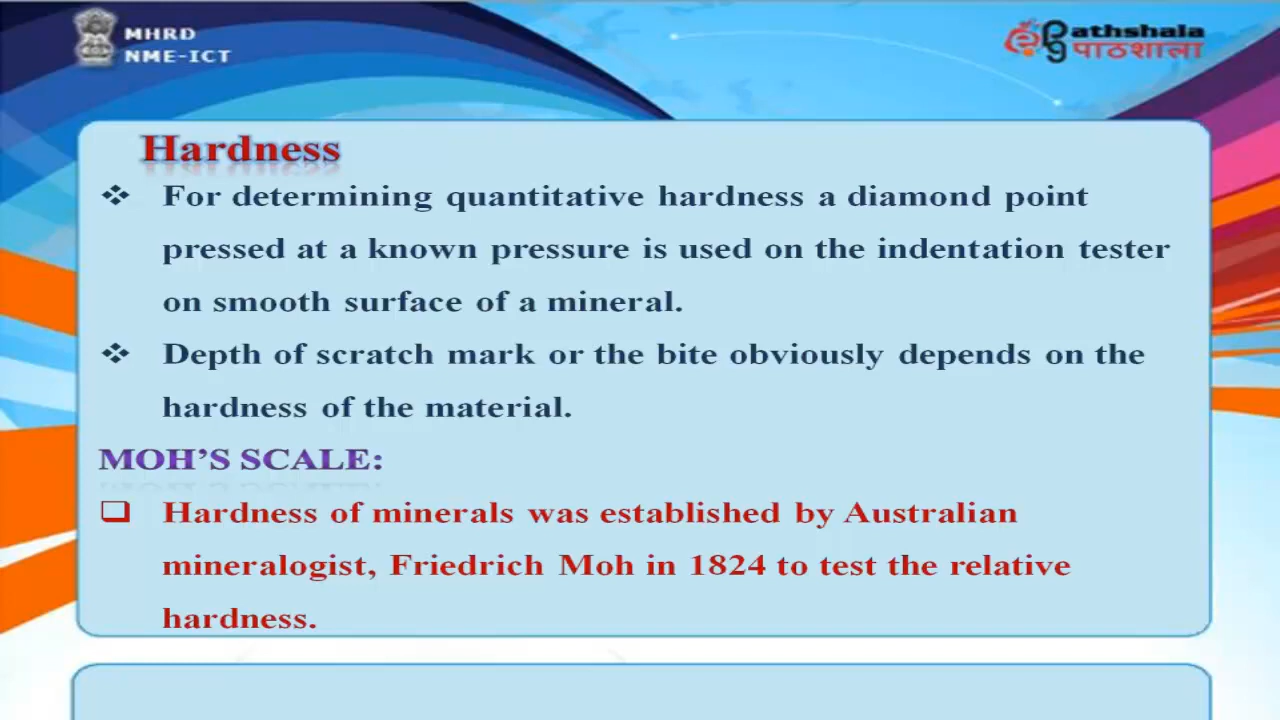 MHRD
NME-ICT
athshala
पाठशाला
Hardness
❖ For determining quantitative hardness a diamond point
pressed at a known pressure is used on the indentation tester
on smooth surface of a mineral.
❖ Depth of scratch mark or the bite obviously depends on the
hardness of the material.
MOH’S SCALE:
❑ Hardness of minerals was established by Australian
mineralogist, Friedrich Moh in 1824 to test the relative
hardness.